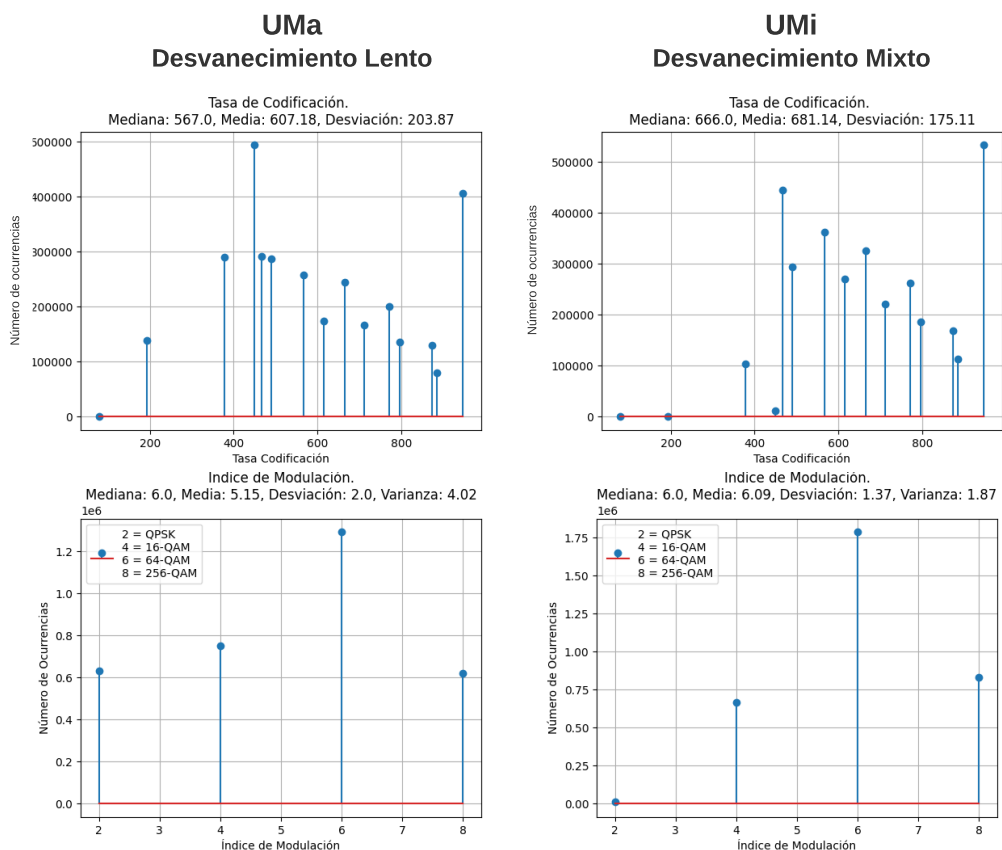 UMa
Desvanecimiento Lento
Tasa de Codificación.
Mediana: 567.0, Media: 607.18, Desviación: 203.87
500000
400000
300000
200000
100000
0
Número de ocurrencias
200
400
600
800
Tasa Codificación
Indice de Modulación.
Mediana: 6.0, Media: 5.15, Desviación: 2.0, Varianza: 4.02
1e6
2 = QPSK
4 = 16-QAM
6 = 64-QAM
8 = 256-QAM
1.2
0.8
0.6
0.4
0.2
0.0
Número de Ocurrencias
2
3
4
5
6
7
8
Índice de Modulación
UMi
Desvanecimiento Mixto
Tasa de Codificación.
Mediana: 666.0, Media: 681.14, Desviación: 175.11
500000
400000
300000
200000
100000
0
Número de ocurrencias
200
400
600
800
Tasa Codificación
Indice de Modulación.
Mediana: 6.0, Media: 6.09, Desviación: 1.37, Varianza: 1.87
1e6
2 = QPSK
4 = 16-QAM
6 = 64-QAM
8 = 256-QAM
1.75
1.50
1.00
0.75
0.50
0.25
0.00
Número de Ocurrencias
2
3
4
5
6
7
8
Índice de Modulación